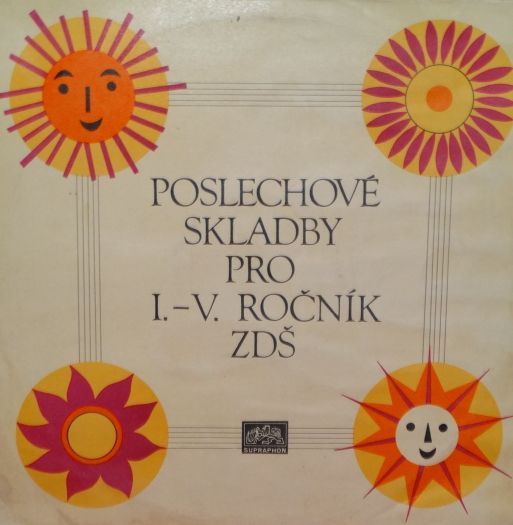 POSLECHOVÉ
SKLADBY
PRO
I.–V. ROČNÍK
ZDŠ
SUPRAPHON